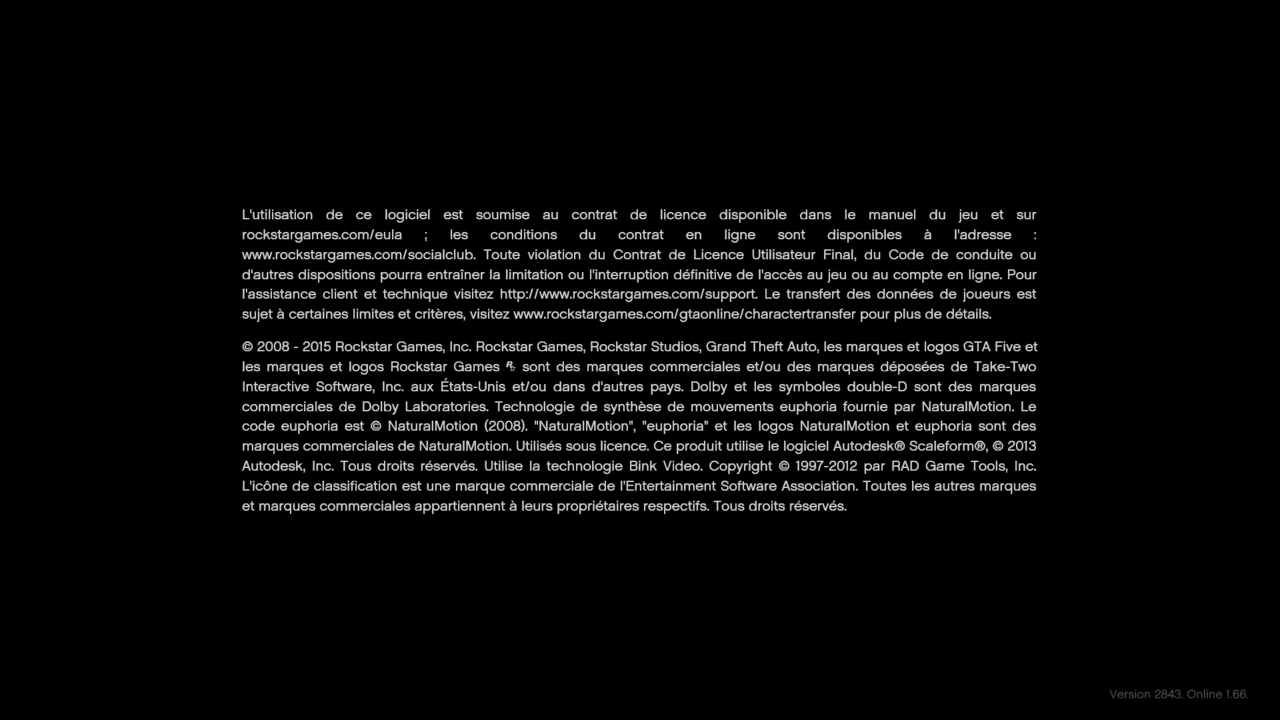 L'utilisation de ce logiciel est soumise au contrat de licence disponible dans le manuel du jeu et sur
rockstargames.com/eula ; les conditions du contrat en ligne sont disponibles à l'adresse :
www.rockstargames.com/socialclub. Toute violation du Contrat de Licence Utilisateur Final, du Code de conduite ou
d'autres dispositions pourra entraîner la limitation ou l'interruption définitive de l'accès au jeu ou au compte en ligne. Pour
l'assistance client et technique visitez http://www.rockstargames.com/support. Le transfert des données de joueurs est
sujet à certaines limites et critères, visitez www.rockstargames.com/gtaonline/charactertransfer pour plus de détails.
© 2008 - 2015 Rockstar Games, Inc. Rockstar Games, Rockstar Studios, Grand Theft Auto, les marques et logos GTA Five et
les marques et logos Rockstar Games R* sont des marques commerciales et/ou des marques déposées de Take-Two
Interactive Software, Inc. aux États-Unis et/ou dans d'autres pays. Dolby et les symboles double-D sont des marques
commerciales de Dolby Laboratories. Technologie de synthèse de mouvements euphoria fournie par NaturalMotion. Le
code euphoria est © NaturalMotion (2008). "NaturalMotion", "euphoria" et les logos NaturalMotion et euphoria sont des
marques commerciales de NaturalMotion. Utilisés sous licence. Ce produit utilise le logiciel Autodesk® Scaleform®, © 2013
Autodesk, Inc. Tous droits réservés. Utilise la technologie Bink Video. Copyright © 1997-2012 par RAD Game Tools, Inc.
L'icône de classification est une marque commerciale de l'Entertainment Software Association. Toutes les autres marques
et marques commerciales appartiennent à leurs propriétaires respectifs. Tous droits réservés.
Version 2843. Online 1.66.